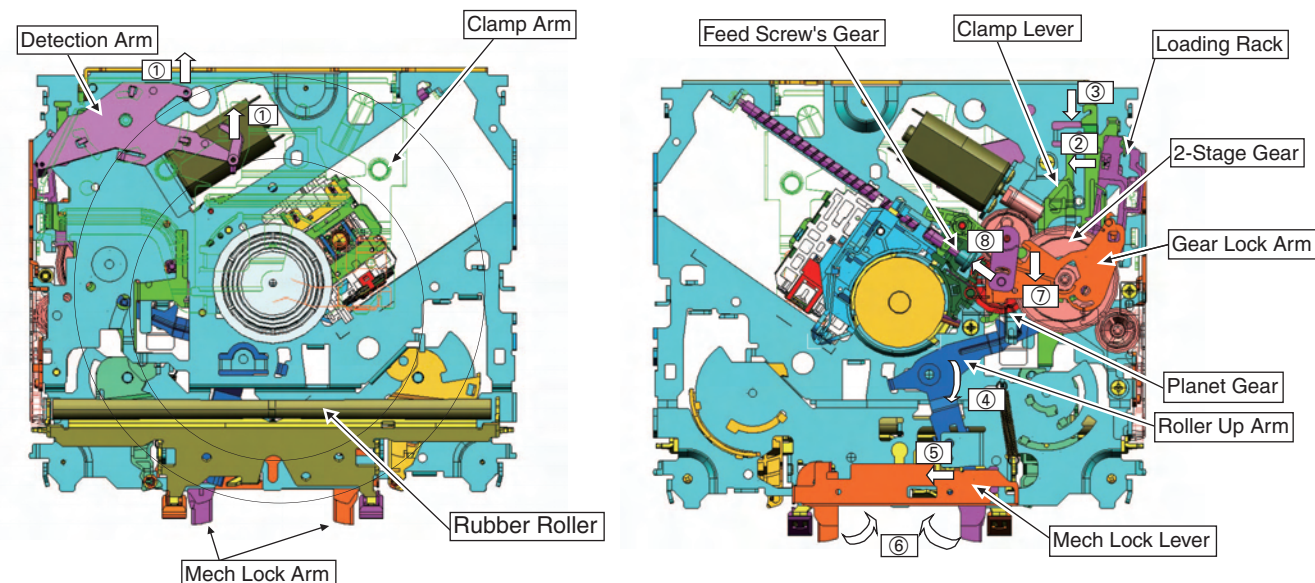 Clamp Arm
Detection Arm
①
①
Rubber Roller
Mech Lock Arm
Feed Screw's Gear
Clamp Lever
Loading Rack
③
②
2-Stage Gear
Gear Lock Arm
⑧
⑦
Planet Gear
④
Roller Up Arm
⑤
Mech Lock Lever
⑥